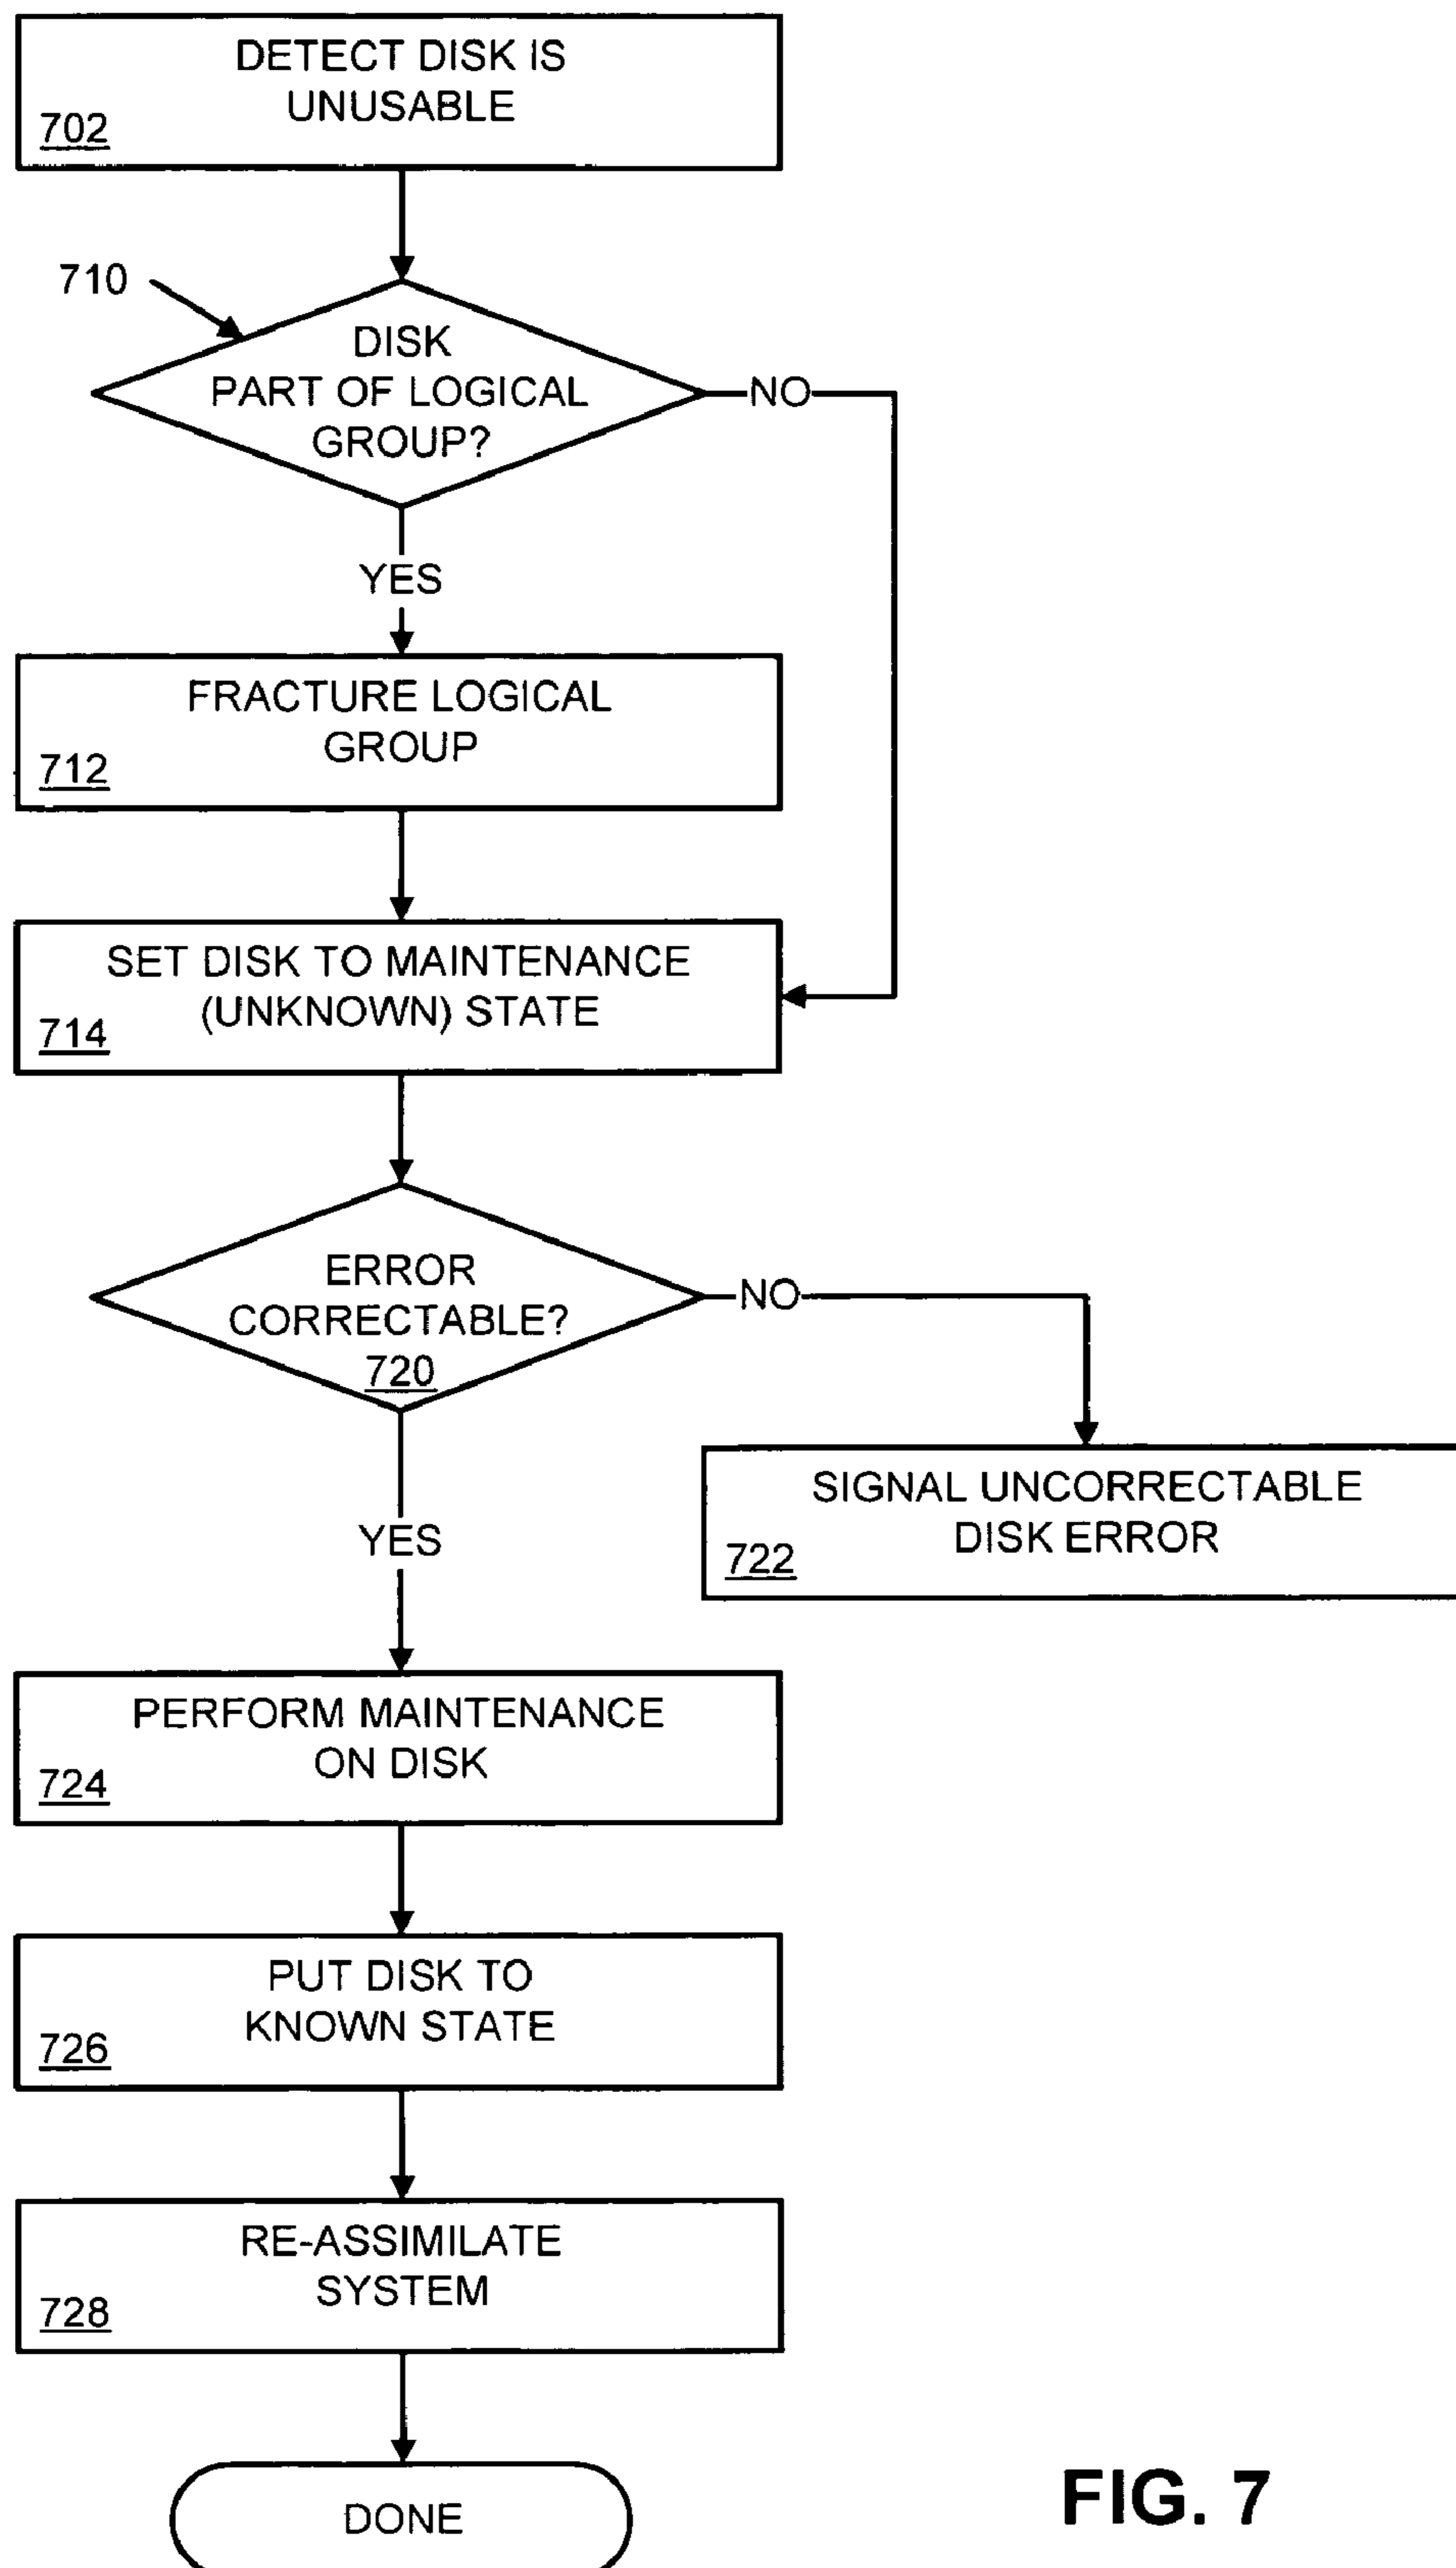 DETECT DISK IS
UNUSABLE
702
710
DISK
PART OF LOGICAL
GROUP?
NO
YES
FRACTURE LOGICAL
GROUP
712
SET DISK TO MAINTENANCE
(UNKNOWN) STATE
714
ERROR
CORRECTABLE?
720
NO
YES
SIGNAL UNCORRECTABLE
DISK ERROR
722
PERFORM MAINTENANCE
ON DISK
724
PUT DISK TO
KNOWN STATE
726
RE-ASSIMILATE
SYSTEM
728
DONE
FIG. 7